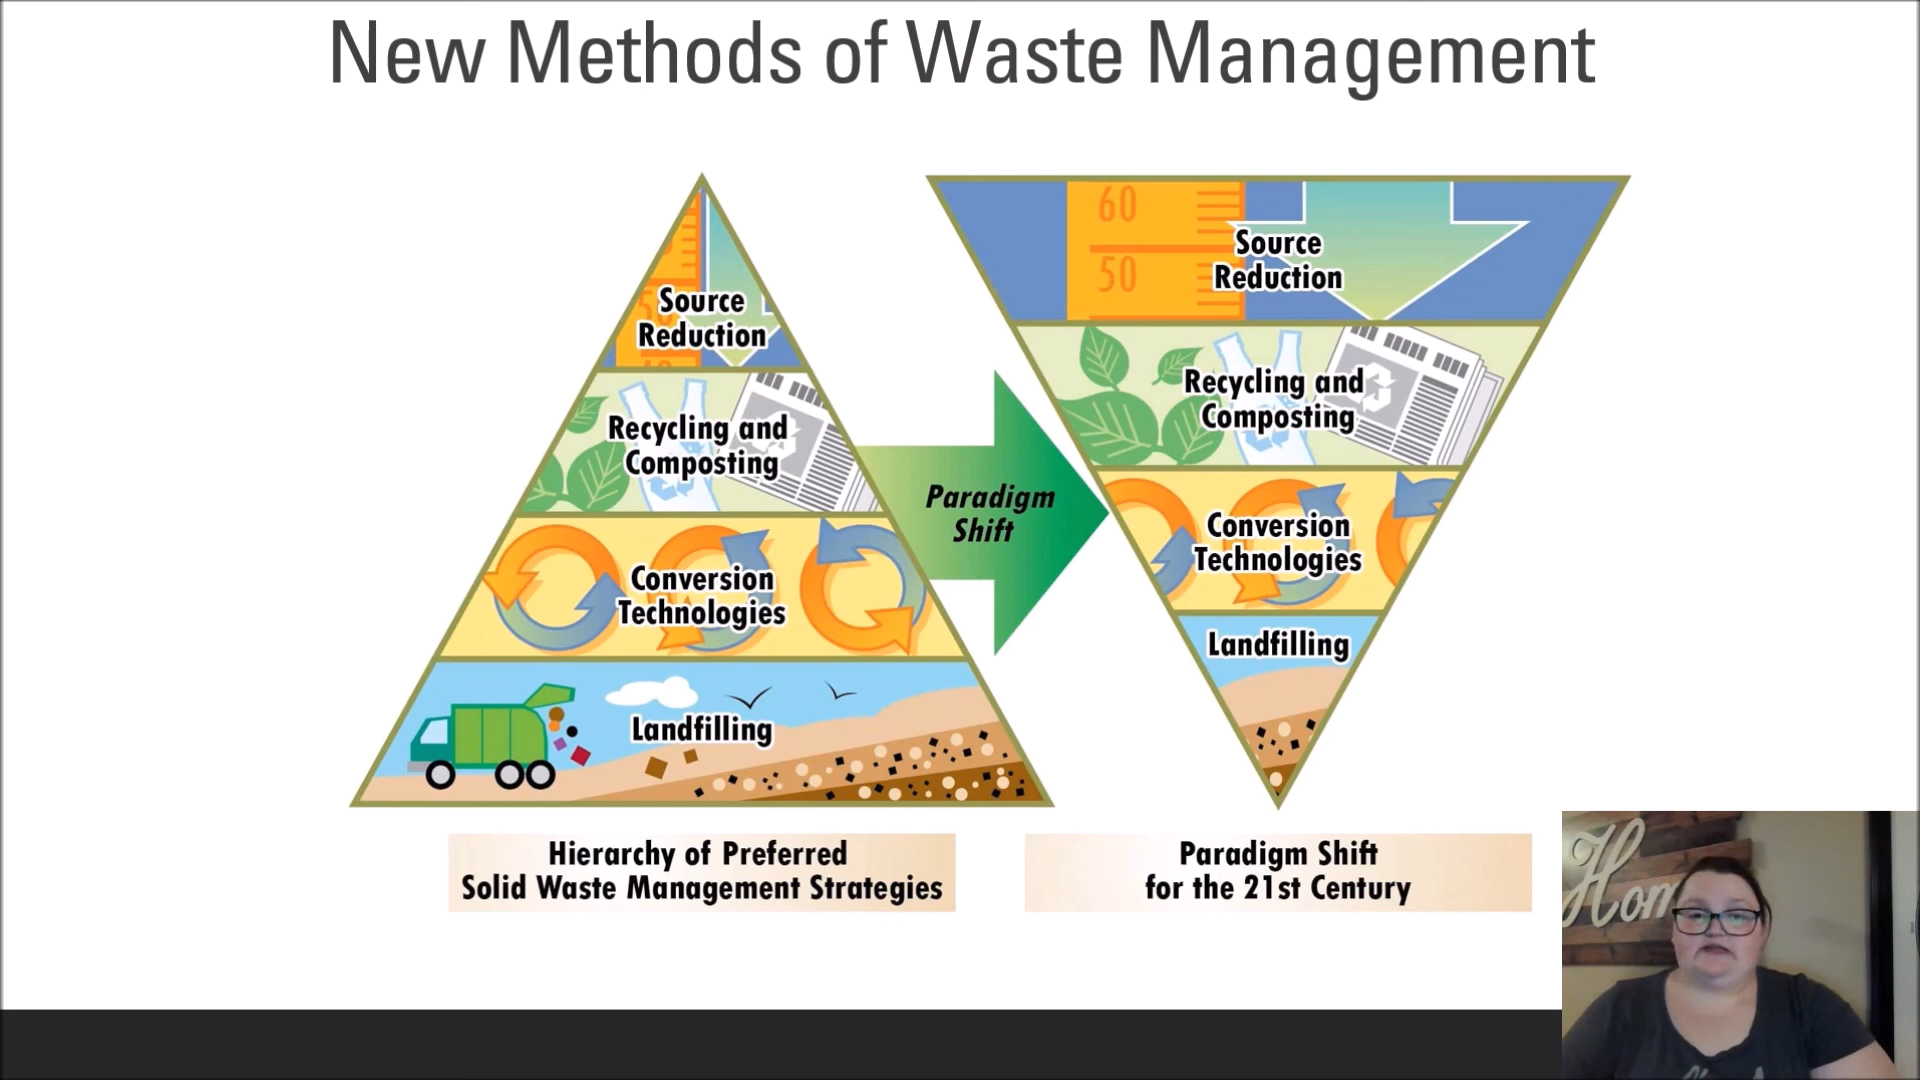 New Methods of Waste Management
Source
Reduction
Recycling and
Composting
Conversion
Technologies
Landfilling
Hierarchy of Preferred
Solid Waste Management Strategies
Paradigm
Shift
60
50
Source
Reduction
Recycling and
Composting
Conversion
Technologies
Landfilling
Paradigm Shift
for the 21st Century